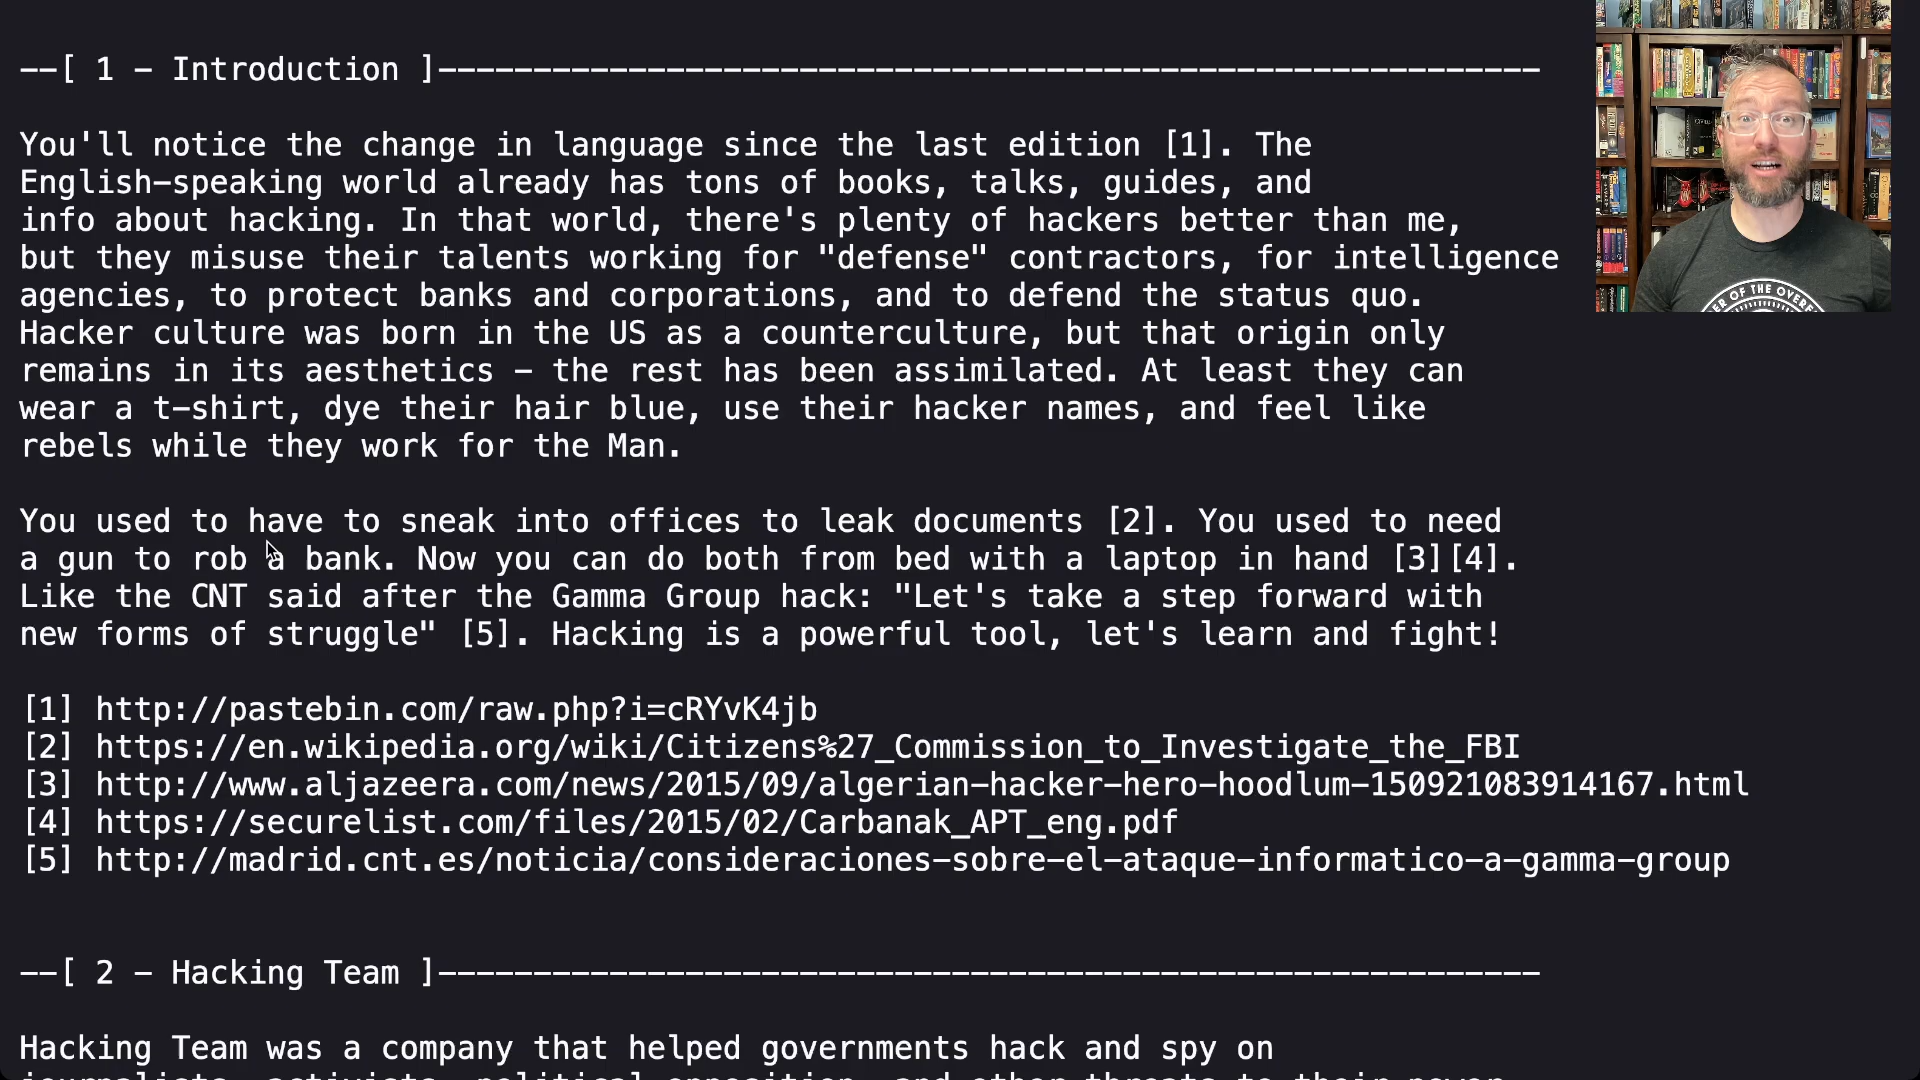 --[ 1 - Introduction ]----------------------------------------------------------
You'll notice the change in language since the last edition [1]. The
English-speaking world already has tons of books, talks, guides, and
info about hacking. In that world, there's plenty of hackers better than me,
but they misuse their talents working for "defense" contractors, for intelligence
agencies, to protect banks and corporations, and to defend the status quo.
Hacker culture was born in the US as a counterculture, but that origin only
remains in its aesthetics - the rest has been assimilated. At least they can
wear a t-shirt, dye their hair blue, use their hacker names, and feel like
rebels while they work for the Man.
You used to have to sneak into offices to leak documents [2]. You used to need
a gun to rob a bank. Now you can do both from bed with a laptop in hand [3][4].
Like the CNT said after the Gamma Group hack: "Let's take a step forward with
new forms of struggle" [5]. Hacking is a powerful tool, let's learn and fight!
[1] http://pastebin.com/raw.php?i=cRYvK4jb
[2] https://en.wikipedia.org/wiki/Citizens%27_Commission_to_Investigate_the_FBI
[3] http://www.aljazeera.com/news/2015/09/algerian-hacker-hero-hoodlum-150921083914167.html
[4] https://securelist.com/files/2015/02/Carbanak_APT_eng.pdf
[5] http://madrid.cnt.es/noticia/consideraciones-sobre-el-ataque-informatico-a-gamma-group
--[ 2 - Hacking Team ]----------------------------------------------------------
Hacking Team was a company that helped governments hack and spy on
journalists, activists, political opposition, and other threats to their power
OF THE